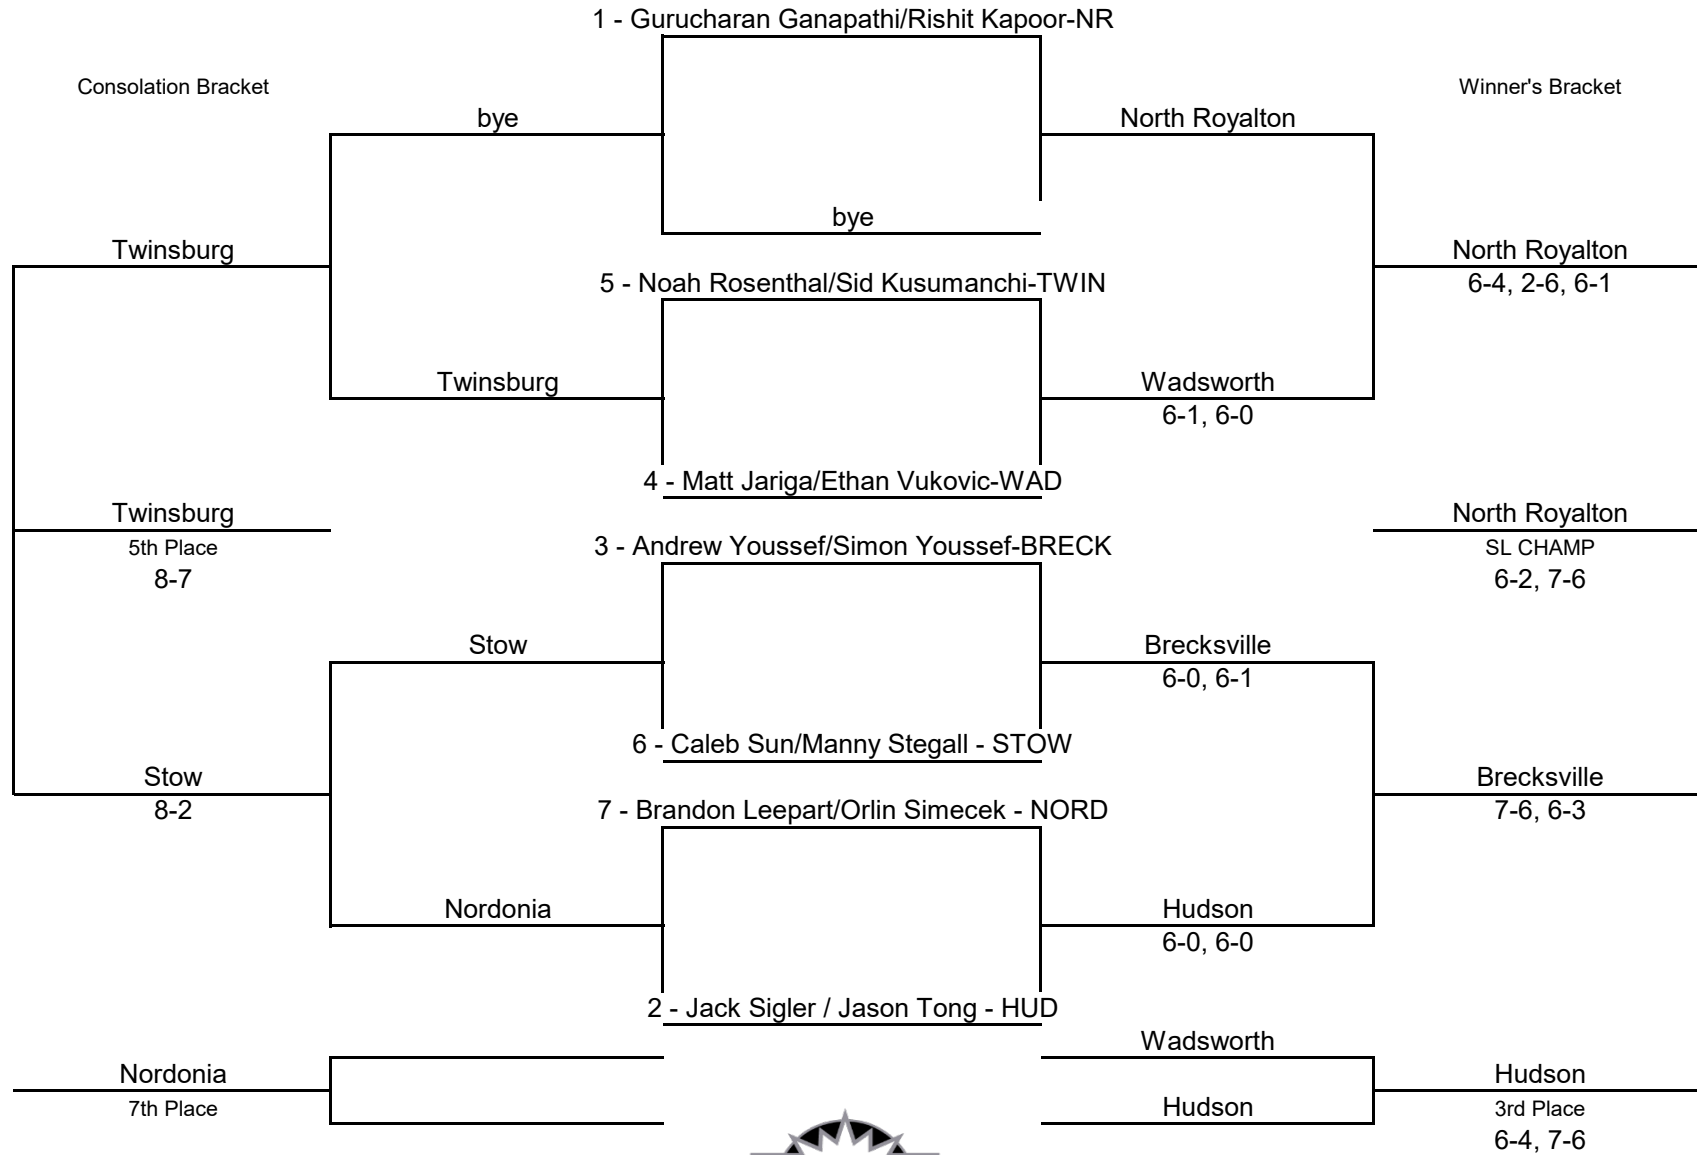 1 - Gurucharan Ganapathi/Rishit Kapoor-NR
Consolation Bracket
Winner's Bracket
bye
North Royalton
bye
Twinsburg
North Royalton
5 - Noah Rosenthal/Sid Kusumanchi-TWIN
6-4, 2-6, 6-1
Twinsburg
Wadsworth
6-1, 6-0
4 - Matt Jariga/Ethan Vukovic-WAD
Twinsburg
North Royalton
5th Place
3 - Andrew Youssef/Simon Youssef-BRECK
SL CHAMP
8-7
6-2, 7-6
Stow
Brecksville
6-0, 6-1
6 - Caleb Sun/Manny Stegall - STOW
Stow
Brecksville
8-2
7 - Brandon Leepart/Orlin Simecek - NORD
7-6, 6-3
Nordonia
Hudson
6-0, 6-0
2 - Jack Sigler / Jason Tong - HUD
Wadsworth
Nordonia
Hudson
7th Place
Hudson
3rd Place
6-4, 7-6